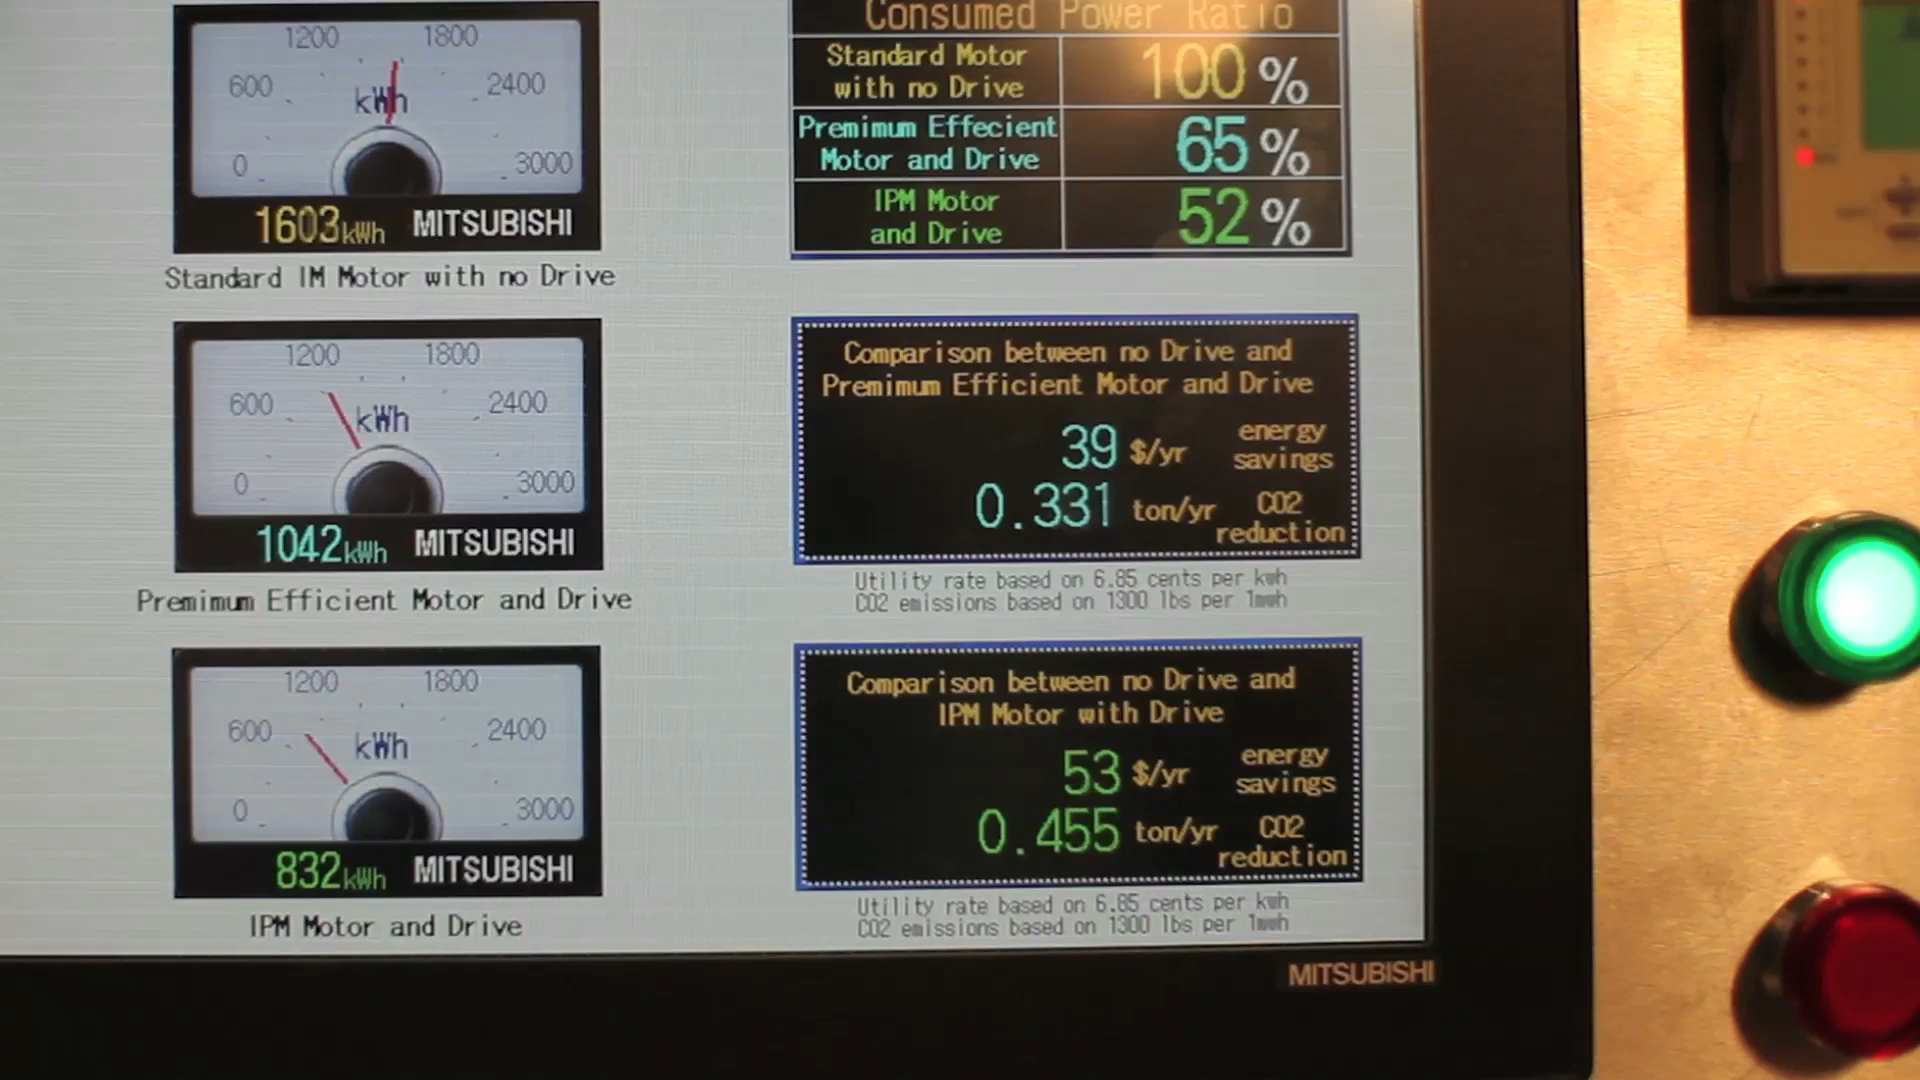 1200 1800
600 2400
kWh
0 3000
1603kWh MITSUBISHI
Standard IM Motor with no Drive
1200 1800
600 2400
kWh
0 3000
1042kWh MITSUBISHI
Premimum Efficient Motor and Drive
1200 1800
600 2400
kWh
0 3000
832kWh MITSUBISHI
IPM Motor and Drive
Consumed Power Ratio
Standard Motor
with no Drive
100 %
Premimum Effecient
Motor and Drive
65 %
IPM Motor
and Drive
52 %
Comparison between no Drive and
Premimum Efficient Motor and Drive
39 $/yr energy
savings
0.331 ton/yr CO2
reduction
Utility rate based on 6.85 cents per kwh
CO2 emissions based on 1300 lbs per 1mwh
Comparison between no Drive and
IPM Motor with Drive
53 $/yr energy
savings
0.455 ton/yr CO2
reduction
Utility rate based on 6.85 cents per kwh
CO2 emissions based on 1300 lbs per 1mwh
MITSUBISHI